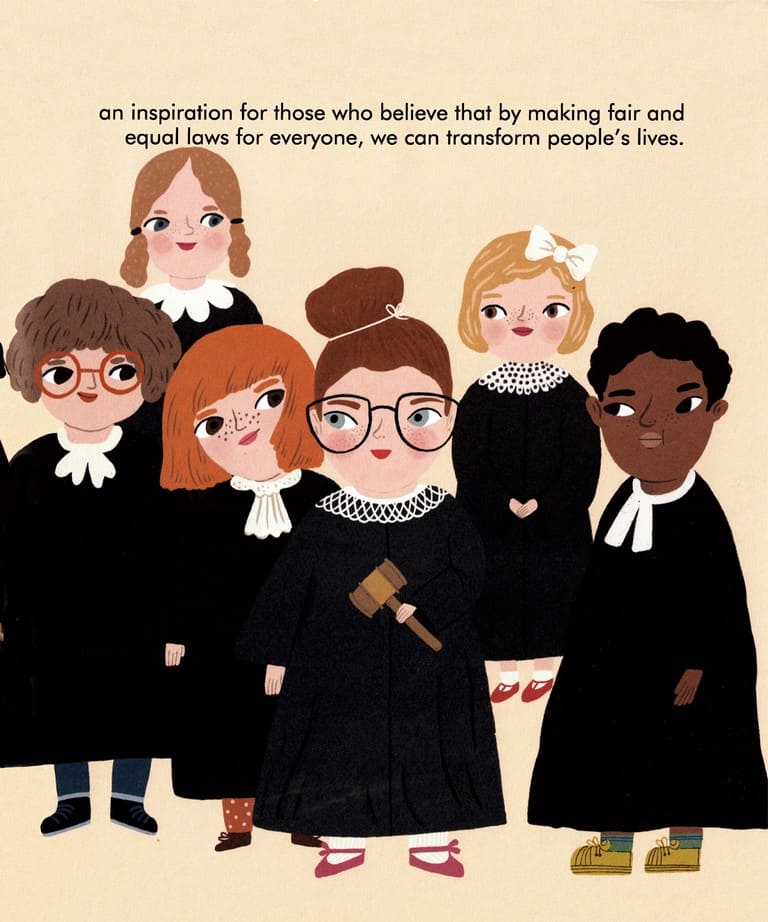 an inspiration for those who believe that by making fair and
equal laws for everyone, we can transform people’s lives.